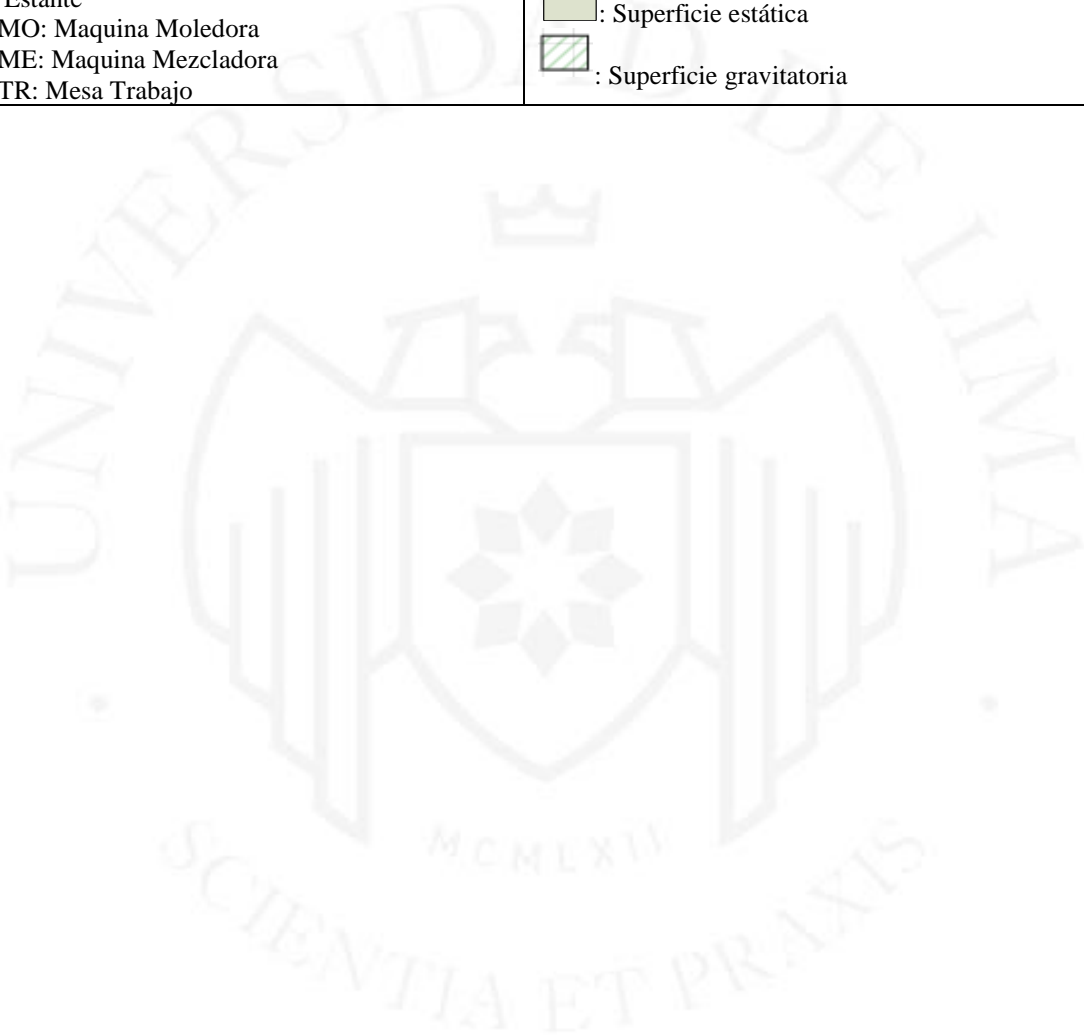 Estante
MO: Maquina Moledora
ME: Maquina Mezcladora
TR: Mesa Trabajo
: Superficie estática
: Superficie gravitatoria
UNIVERSIDAD DE LIMA
MCMLXII
SCIENTIA ET PRAXIS